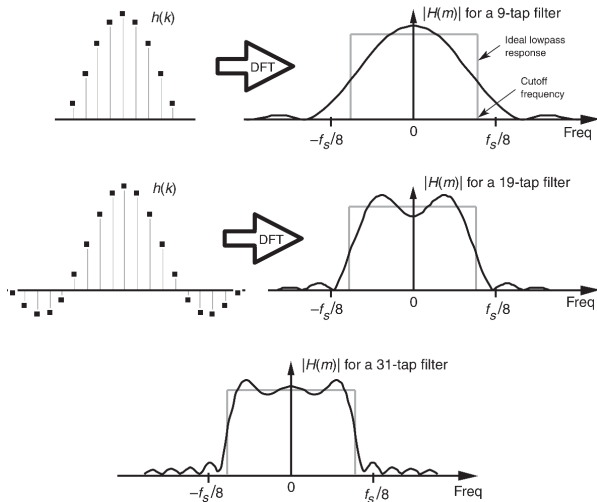 h(k)
DFT
|H(m)| for a 9-tap filter
Ideal lowpass
response
Cutoff
frequency
−fs/8
0
fs/8
Freq
h(k)
DFT
|H(m)| for a 19-tap filter
−fs/8
0
fs/8
Freq
|H(m)| for a 31-tap filter
−fs/8
0
fs/8
Freq